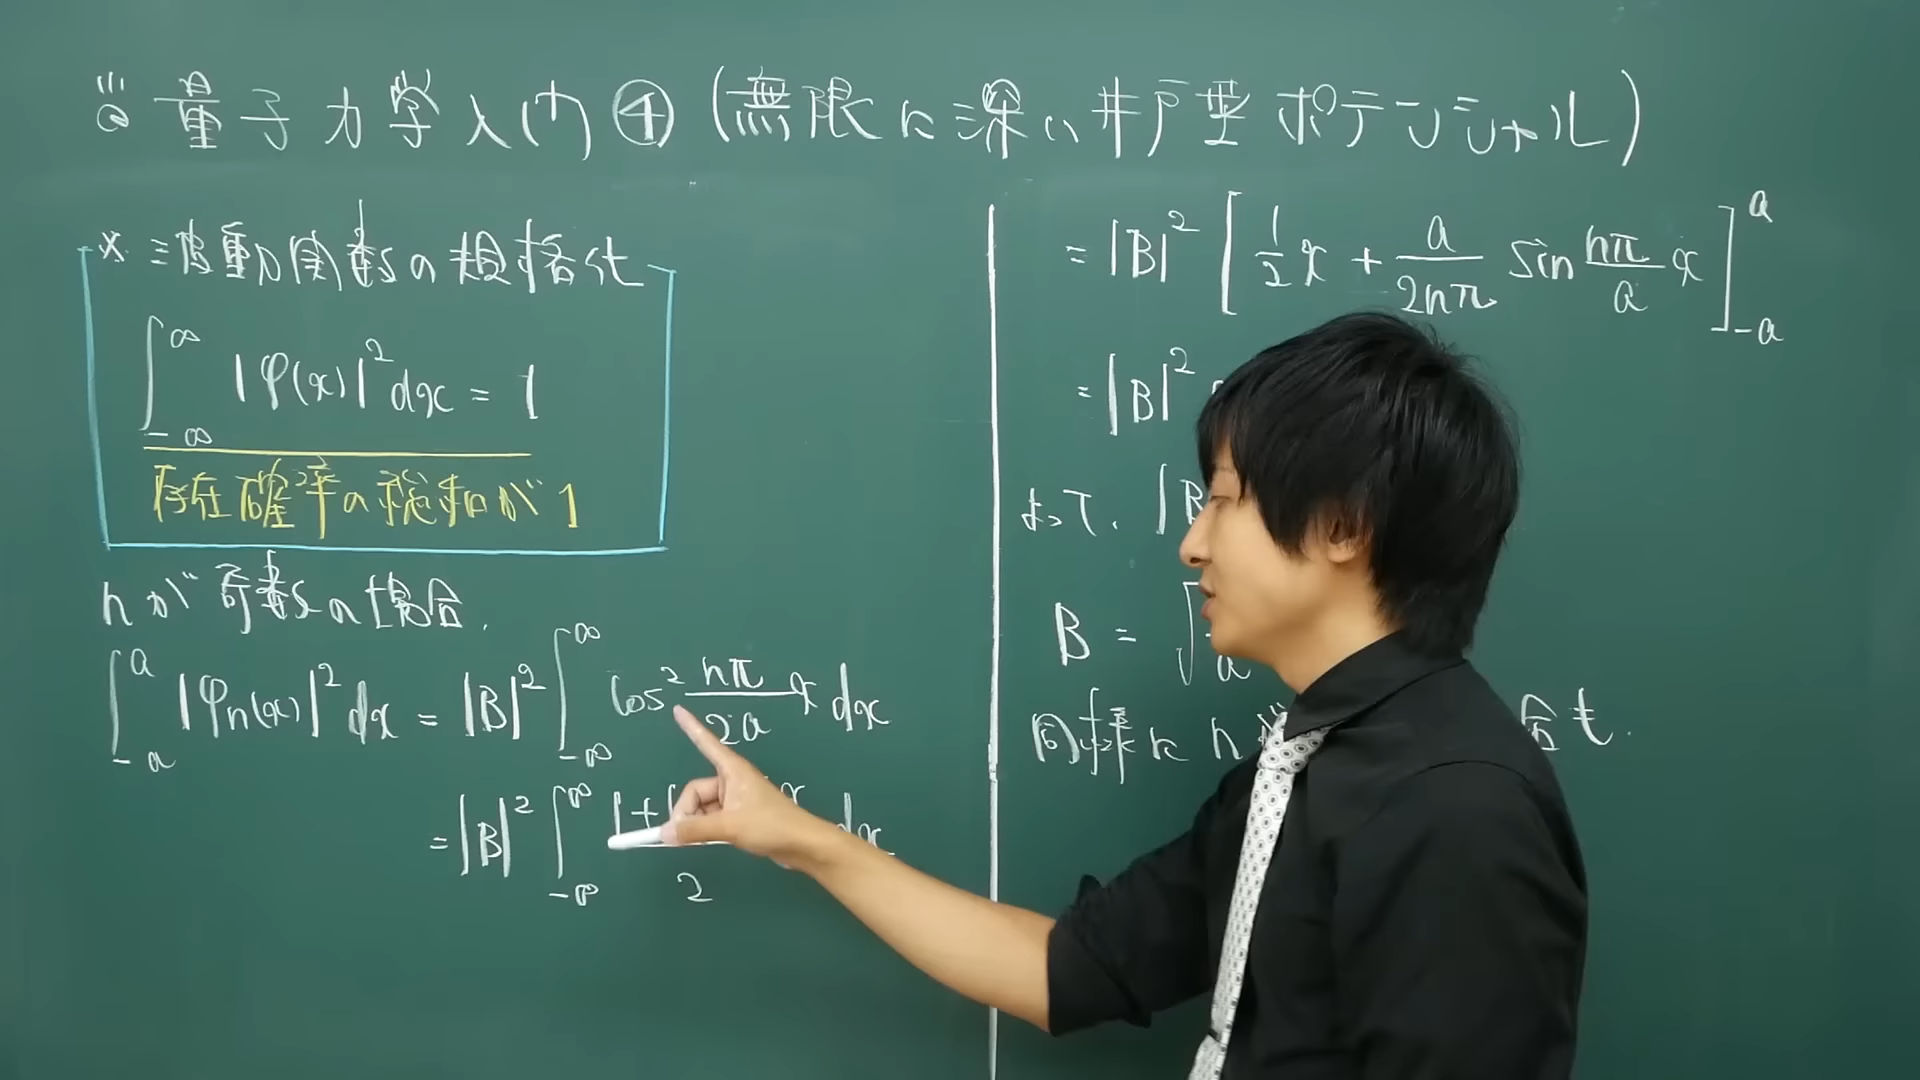 ◎ 量子力学入門④ (無限に深い井戸型ポテンシャル)
※ 波動関数の規格化
∫_{-∞}^{∞} |φ(x)|² dx = 1
存在確率の総和が1
nが奇数の場合.
∫_{-a}^{a} |φn(x)|² dx = |B|² ∫_{-∞}^{∞} cos² nπ/2a x dx
= |B|² ∫_{-∞}^{∞} 1+ /2 dx
= |B|² [ 1/2 x + a/2nπ sin nπ/a x ]_{-a}^{a}
= |B|²
よって、|B
B = √ a
同様に n 合も.